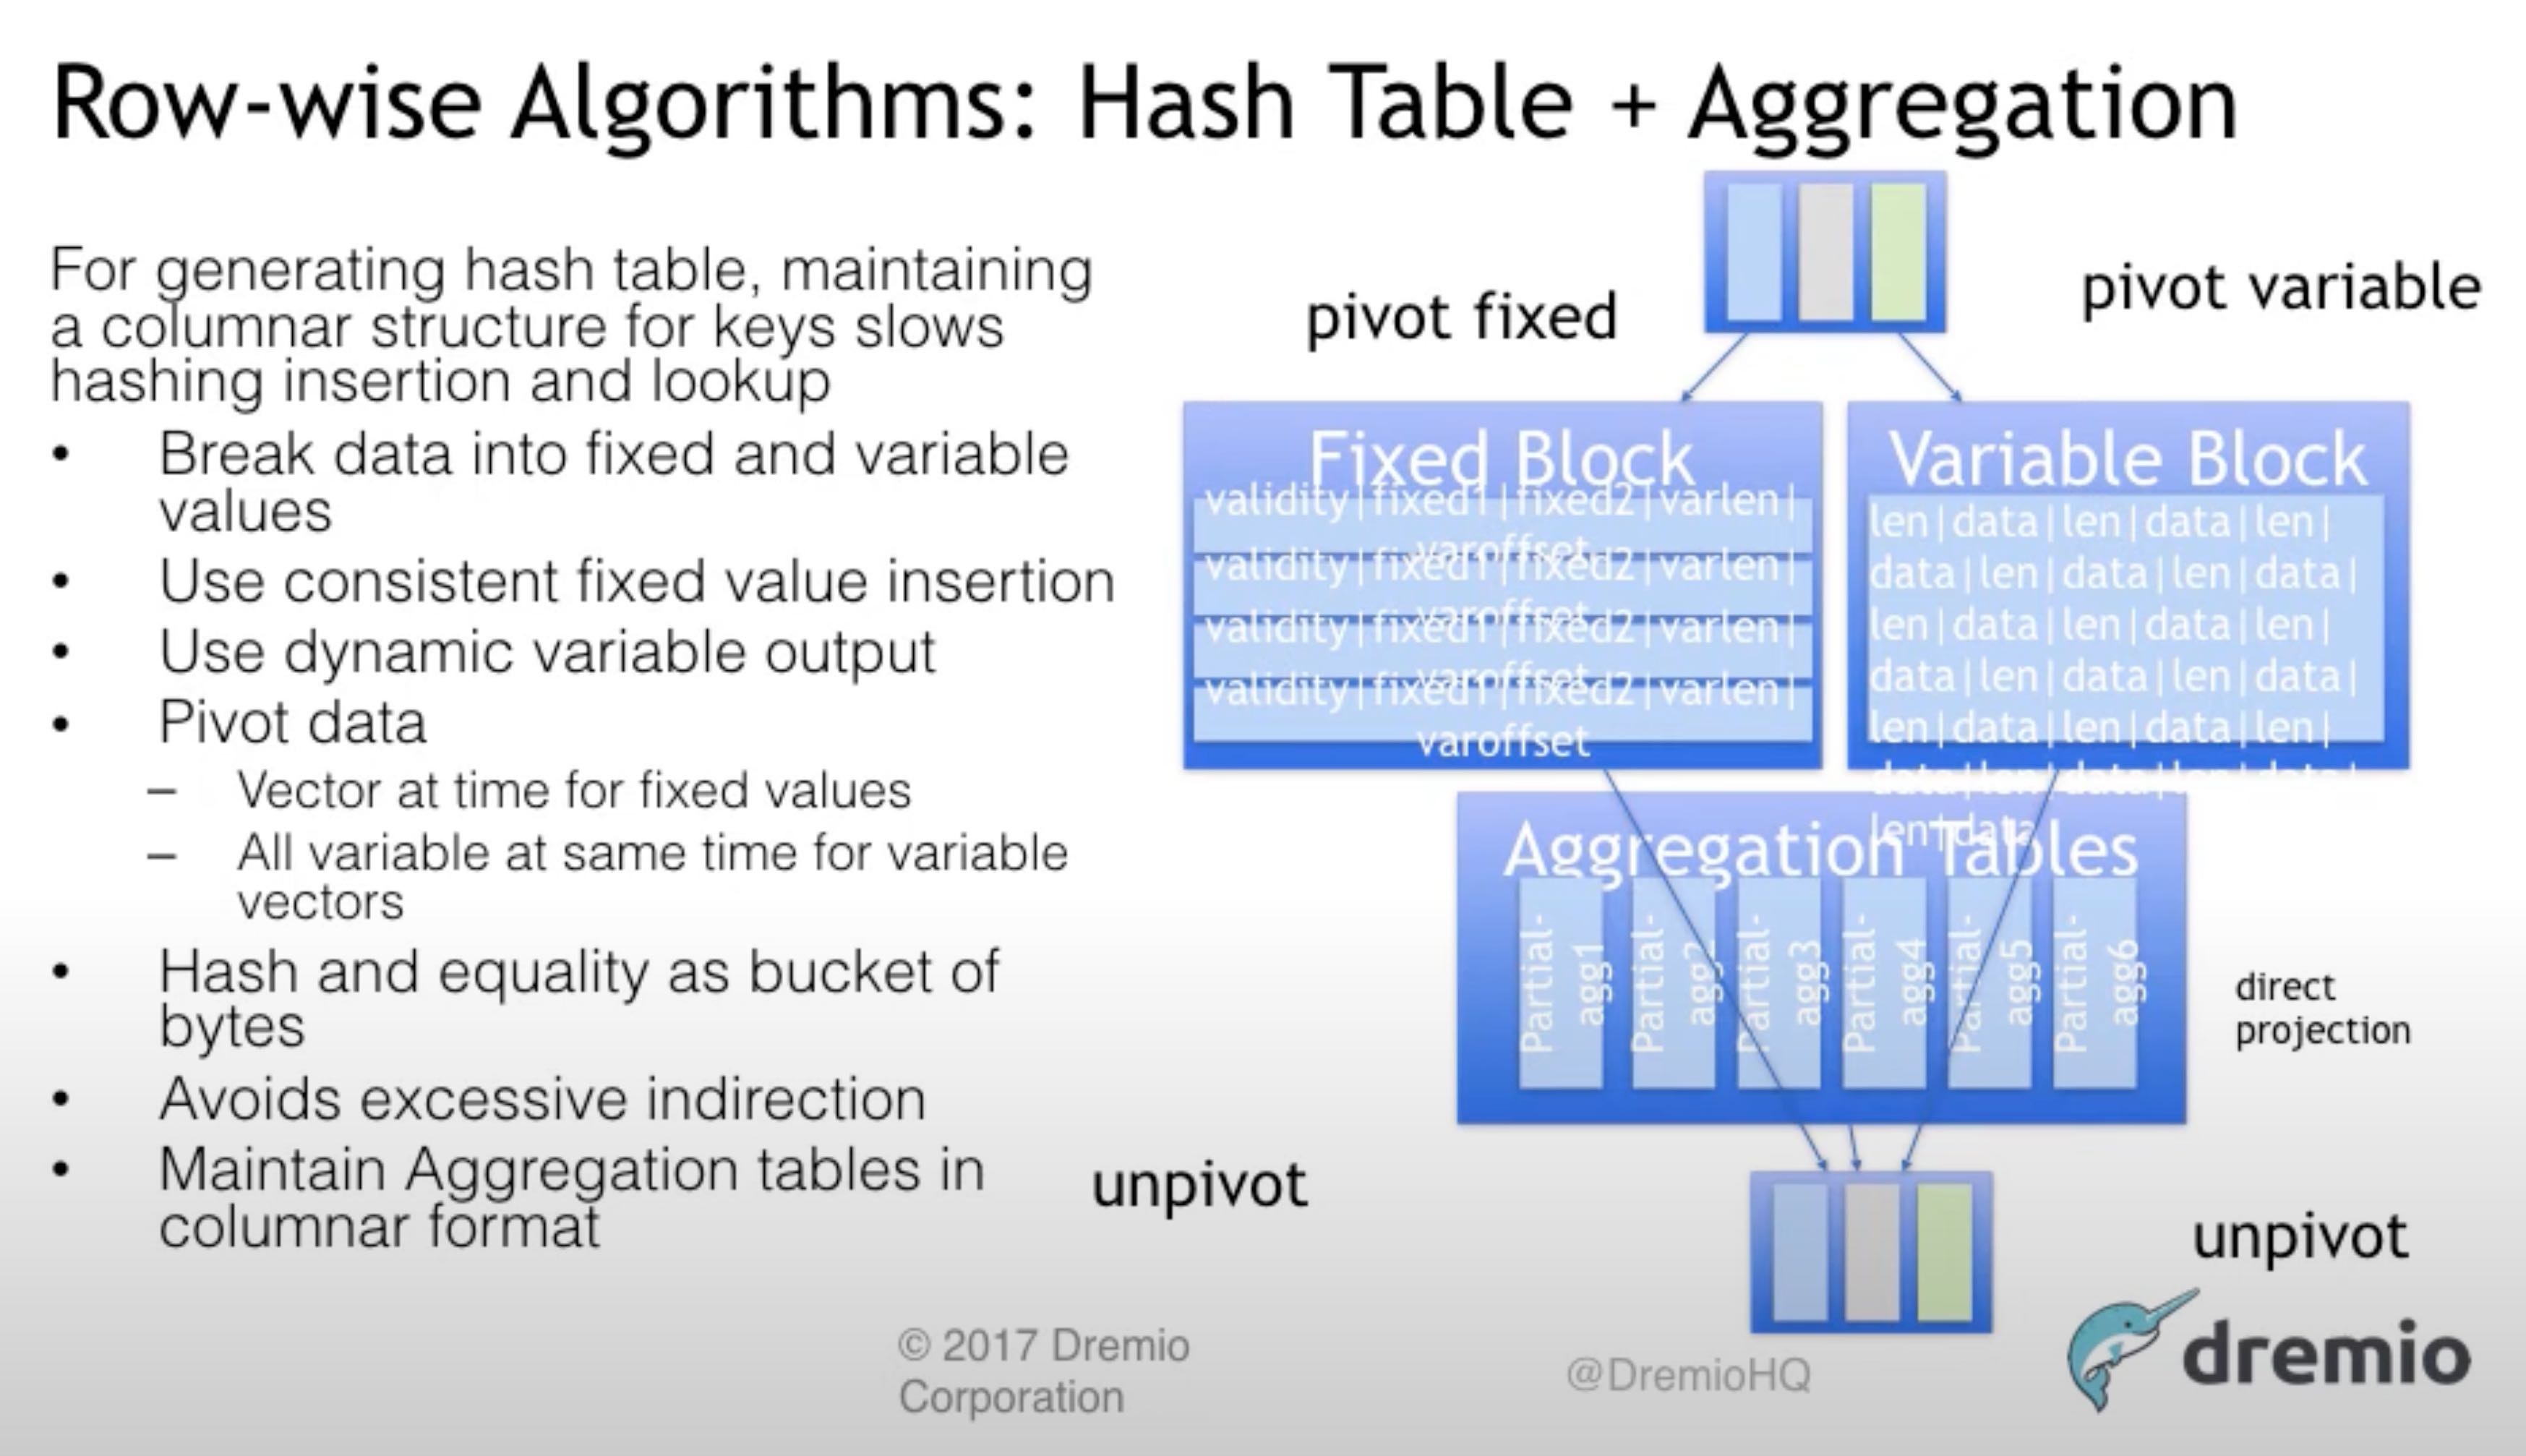 Row-wise Algorithms: Hash Table + Aggregation
For generating hash table, maintaining
a columnar structure for keys slows
hashing insertion and lookup
• Break data into fixed and variable
values
• Use consistent fixed value insertion
• Use dynamic variable output
• Pivot data
– Vector at time for fixed values
– All variable at same time for variable
vectors
• Hash and equality as bucket of
bytes
• Avoids excessive indirection
• Maintain Aggregation tables in
columnar format
pivot fixed
pivot variable
Fixed Block
validity|fixed1|fixed2|varlen|
varoffset
validity|fixed1|fixed2|varlen|
varoffset
validity|fixed1|fixed2|varlen|
varoffset
validity|fixed1|fixed2|varlen|
varoffset
Variable Block
len|data|len|data|len|
data|len|data|len|data|
len|data|len|data|len|
data|len|data|len|data|
len|data|len|data|len|
data|len|data|len|data|
len|data
Aggregation Tables
Partial-
agg1
Partial-
agg2
Partial-
agg3
Partial-
agg4
Partial-
agg5
Partial-
agg6
direct
projection
unpivot
unpivot
© 2017 Dremio
Corporation
@DremioHQ
dremio